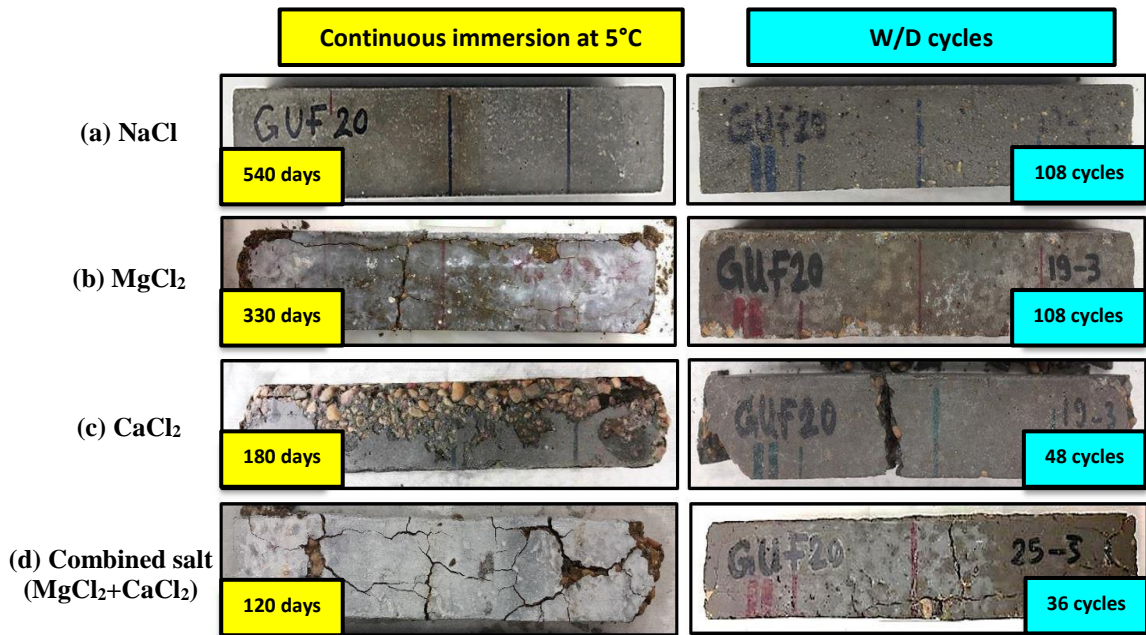 Continuous immersion at 5°C
W/D cycles
(a) NaCl
GUF20
540 days
GUF20
108 cycles
(b) MgCl₂
330 days
GUF20
19-3
108 cycles
(c) CaCl₂
180 days
GUF20
19-3
48 cycles
(d) Combined salt
(MgCl₂+CaCl₂)
120 days
GUF20
25-3
36 cycles